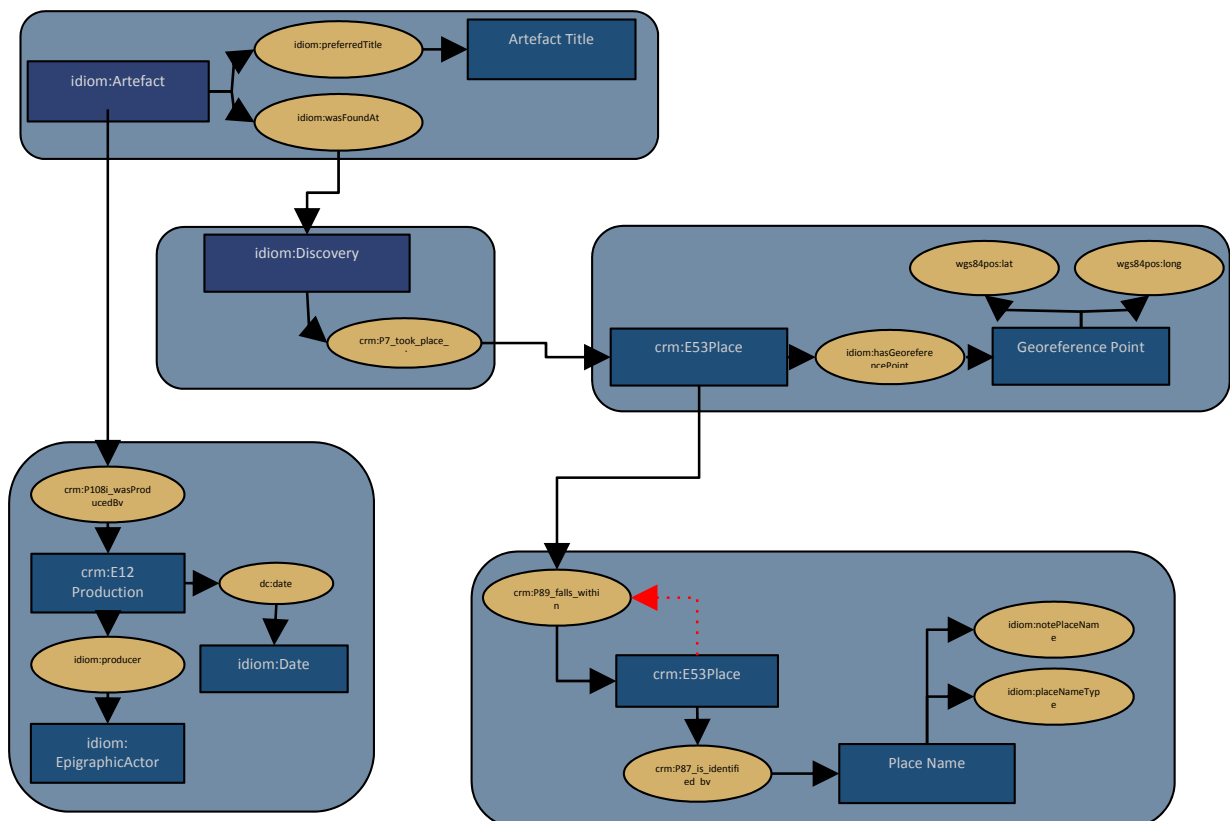 idiom:preferredTitle
Artefact Title
idiom:Artefact
idiom:wasFoundAt
idiom:Discovery
wgs84pos:lat
wgs84pos:long
crm:P7_took_place_
crm:E53Place
idiom:hasGeorefere
ncePoint
Georeference Point
crm:P108i_wasProd
ucedBy
crm:E12
Production
dc:date
crm:P89_falls_withi
n
idiom:notePlaceNam
e
idiom:producer
idiom:Date
crm:E53Place
idiom:placeNameTyp
e
idiom:
EpigraphicActor
crm:P87_is_identifi
ed_by
Place Name